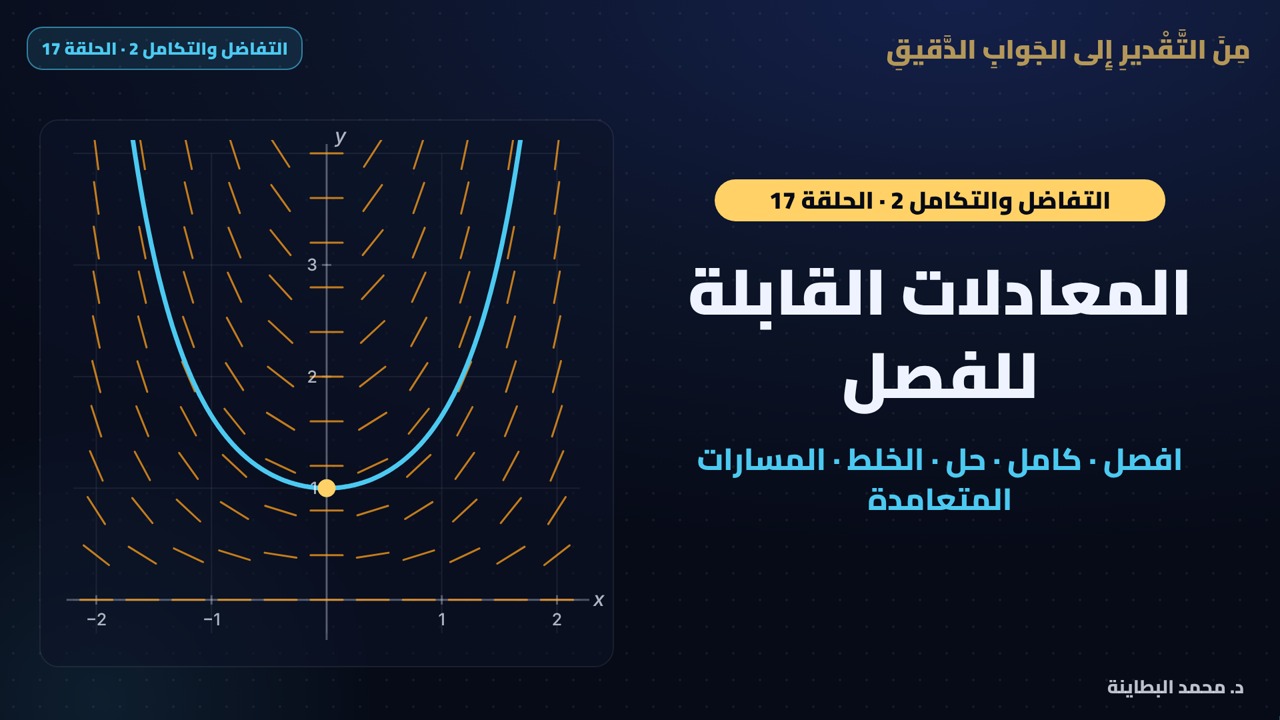 مِنَ التَّقْديرِ إلى الجَوابِ الدَّقيقِ
التفاضل والتكامل 2 · الحلقة 17
التفاضل والتكامل 2 · الحلقة 17
المعادلات القابلة
للفصل
افصل · كامل · حل · الخلط · المسارات
المتعامدة
y
3
2
1
x
−2
−1
1
2
د. محمد البطاينة